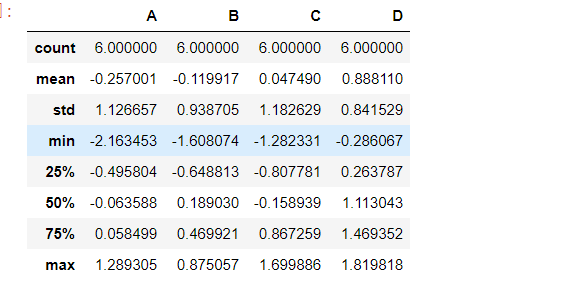 ]:
A B C D
count 6.000000 6.000000 6.000000 6.000000
mean -0.257001 -0.119917 0.047490 0.888110
std 1.126657 0.938705 1.182629 0.841529
min -2.163453 -1.608074 -1.282331 -0.286067
25% -0.495804 -0.648813 -0.807781 0.263787
50% -0.063588 0.189030 -0.158939 1.113043
75% 0.058499 0.469921 0.867259 1.469352
max 1.289305 0.875057 1.699886 1.819818